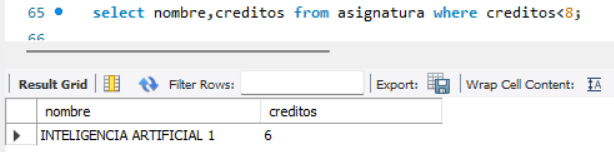 65 select nombre,creditos from asignatura where creditos<8;
66
Result Grid Filter Rows: Export: Wrap Cell Content: IA
nombre creditos
INTELIGENCIA ARTIFICIAL 1 6